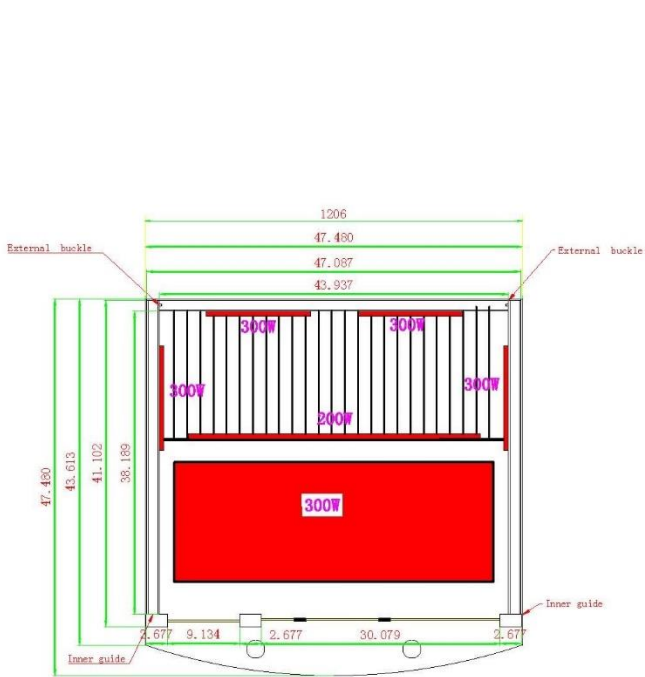 1206
47.480
External buckle
External buckle
47.087
43.937
300W
300W
300W
300W
200W
47.480
43.613
41.102
38.189
300W
Inner guide
2.677
9.134
2.677
30.079
2.677
Inner guide